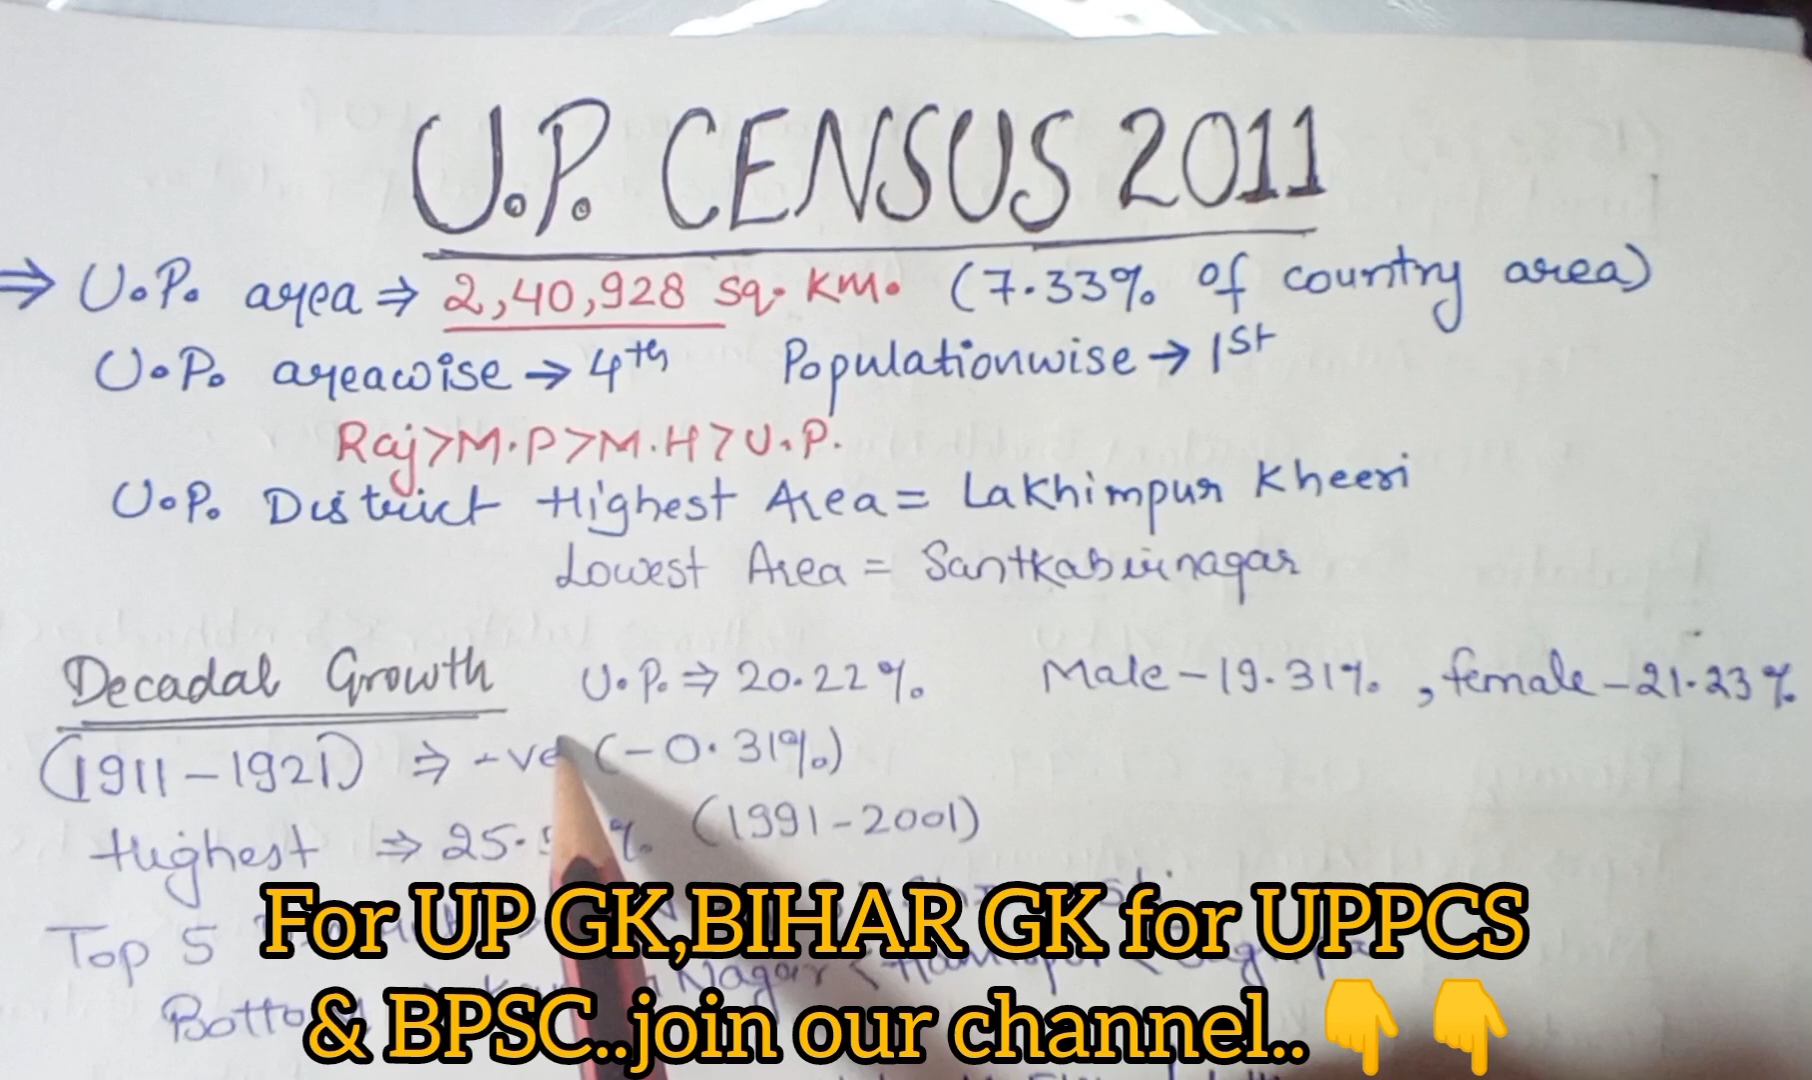 U.P. CENSUS 2011
⇒ U.P. area ⇒ 2,40,928 sq. Km. (7.33% of country area)
U.P. areawise → 4th Populationwise → 1st
Raj>M.P>M.H>U.P.
U.P. District Highest Area = Lakhimpur Kheeri
Lowest Area = Santkabirnagar
Decadal Growth U.P. ⇒ 20.22% Male-19.31%, female-21.23%
(1911-1921) ⇒ -ve (-0.31%)
Highest ⇒ 25. % (1991-2001)
Top 5
Nagar <
For UP GK,BIHAR GK for UPPCS
& BPSC..join our channel..👇👇